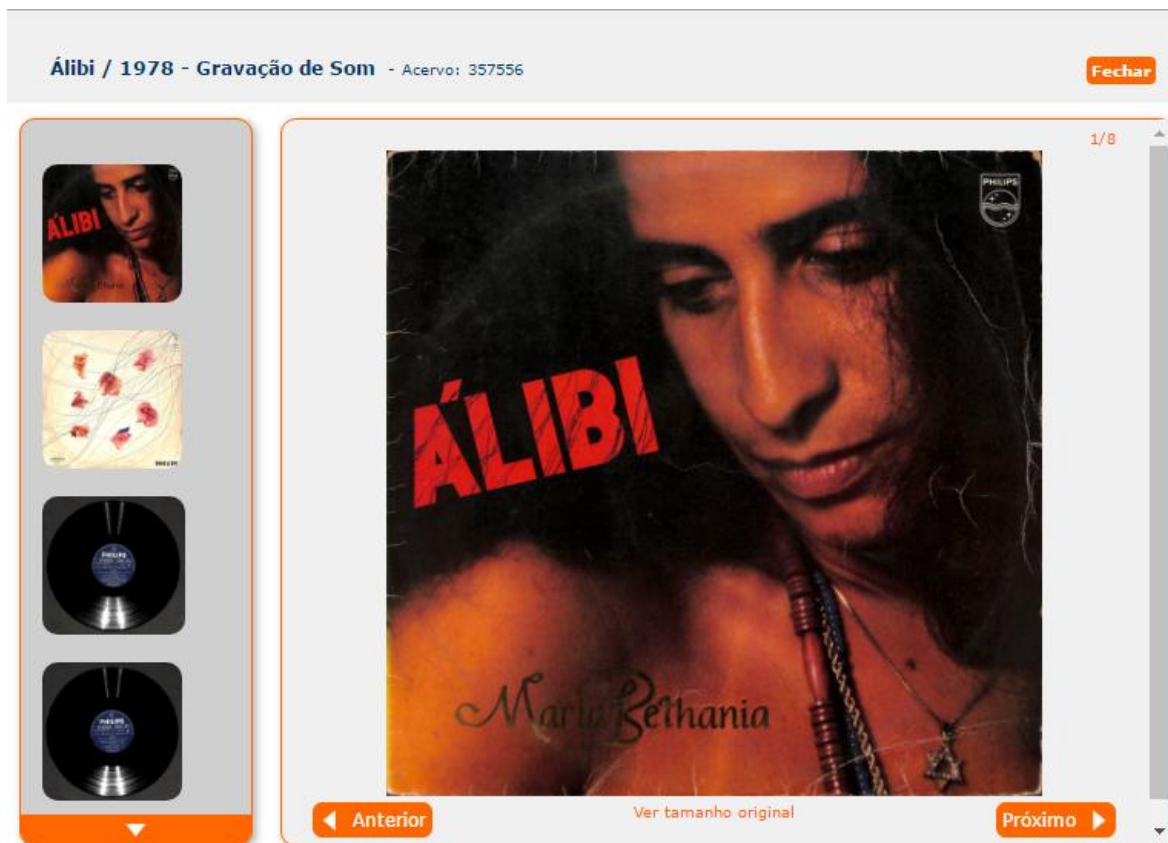 Álibi / 1978 - Gravação de Som - Acervo: 357556
Fechar
1/8
ÁLIBI
PHILIPS
ÁLIBI
Maria Bethania
Anterior
Ver tamanho original
Próximo